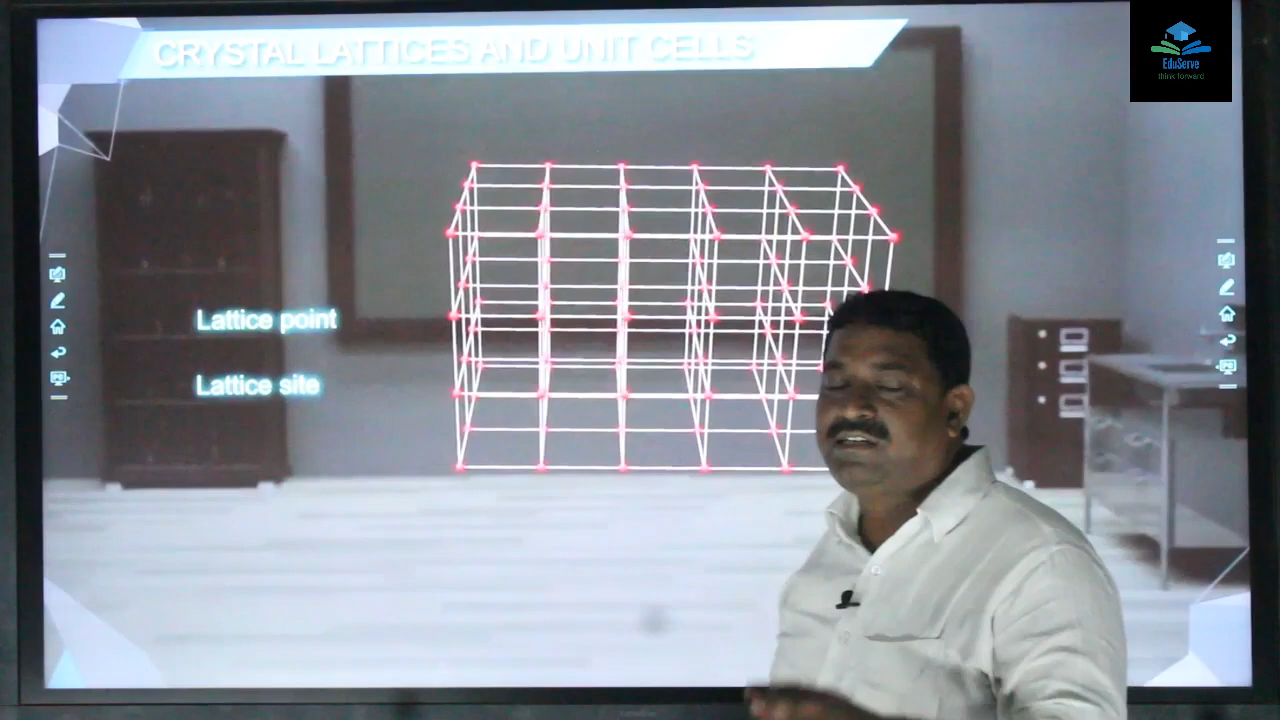 CRYSTAL LATTICES AND UNIT CELLS
EduServe
think forward
Lattice point
Lattice site